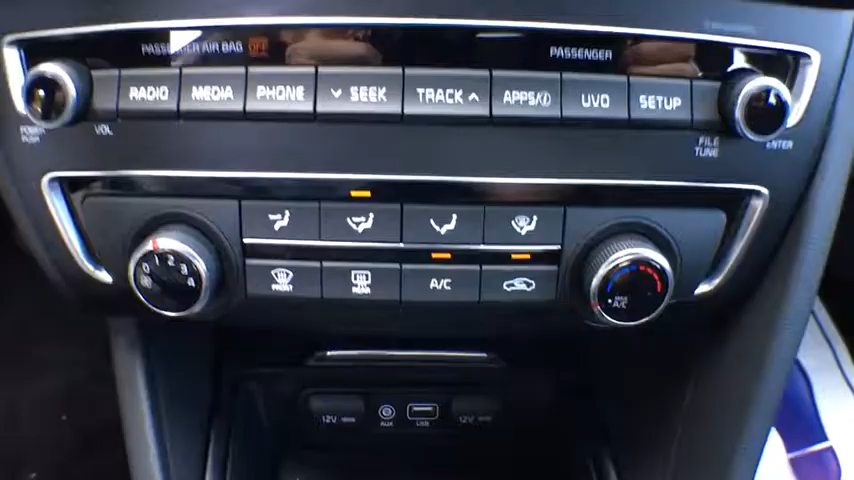 PASSENGER AIR BAG OFF
PASSENGER
RADIO MEDIA PHONE SEEK TRACK APPS/i UVO SETUP
POWER PUSH
VOL
FILE TUNE
ENTER
0 1 2 3 4
FRONT REAR A/C
MAX A/C
12V AUX USB 12V